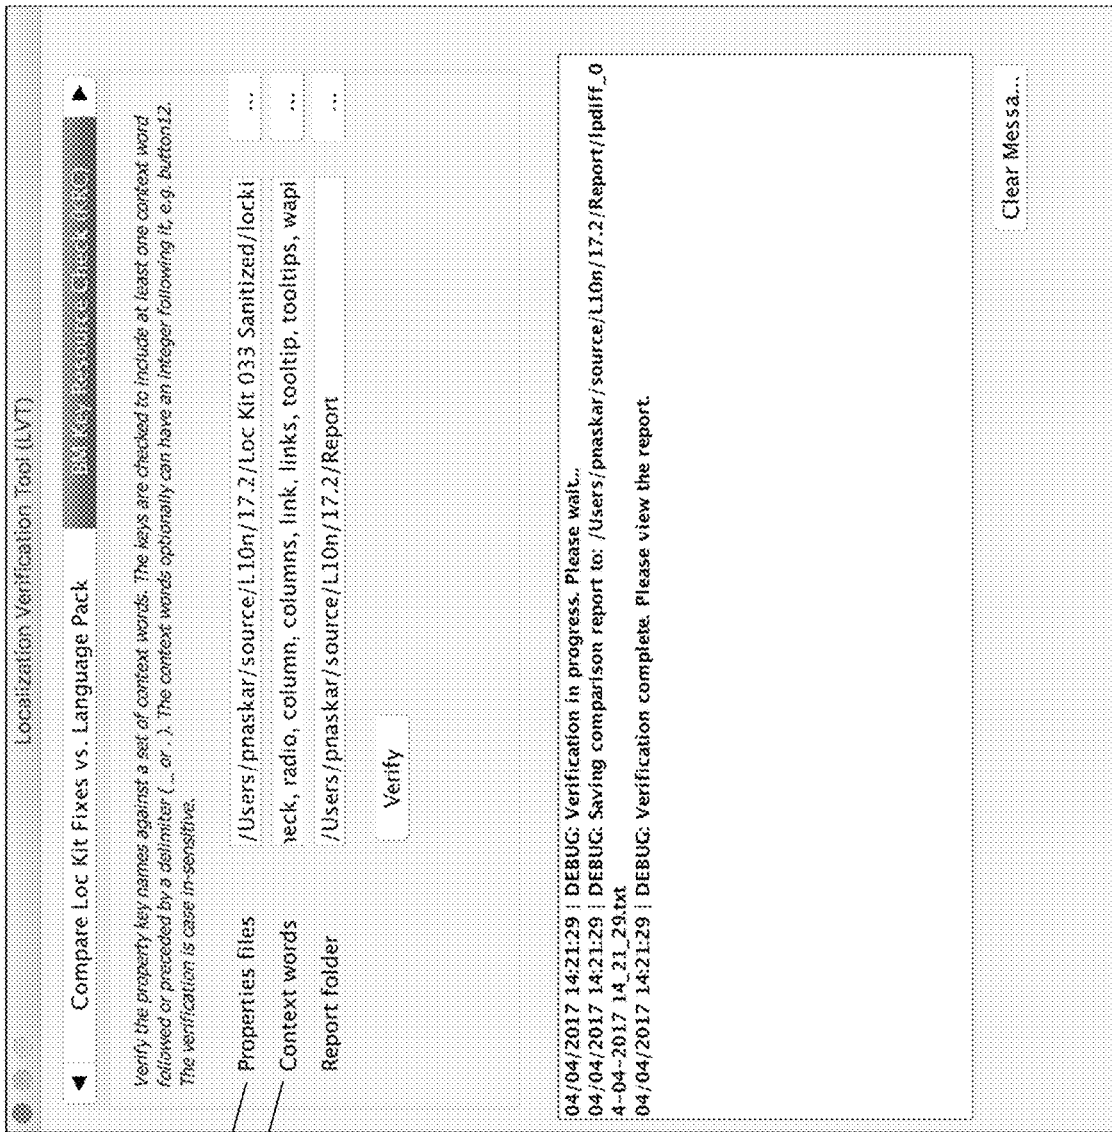 Localization Verification Tool (LVT)
◀ Compare Loc Kit Fixes vs. Language Pack ▶
Verify the property key names against a set of context words. The keys are checked to include at least one context word
followed or preceded by a delimiter ( _ or . ). The context words optionally can have an integer following it, e.g. button12.
The verification is case in-sensitive.
Properties files /Users/pnaskar/source/L10n/17.2/Loc Kit 033 Sanitized/locki ...
Context words neck, radio, column, columns, link, links, tooltip, tooltips, wapi ...
Report folder /Users/pnaskar/source/L10n/17.2/Report ...
Verify
04/04/2017 14:21:29 | DEBUG: Verification in progress. Please wait...
04/04/2017 14:21:29 | DEBUG: Saving comparison report to: /Users/pnaskar/source/L10n/17.2/Report/lpdiff_0
4-04-2017 14_21_29.txt
04/04/2017 14:21:29 | DEBUG: Verification complete. Please view the report.
Clear Messa...